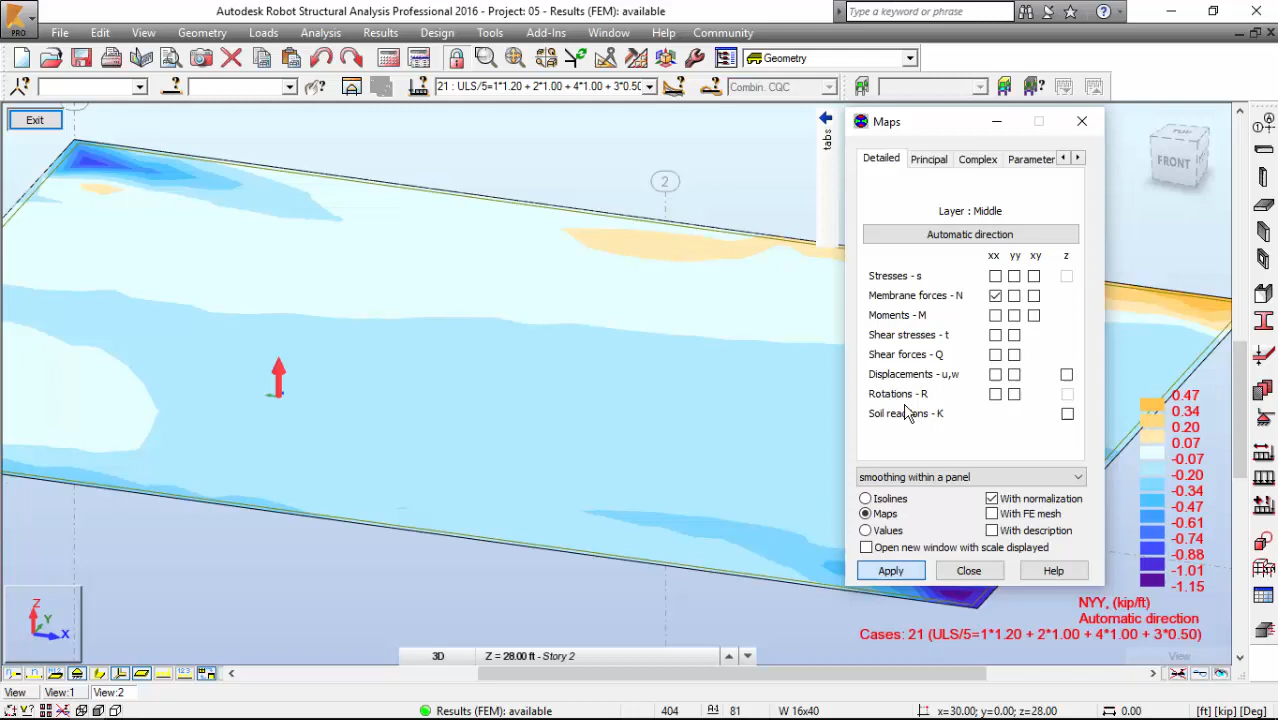 Autodesk Robot Structural Analysis Professional 2016 - Project: 05 - Results (FEM): available
Type a keyword or phrase
PRO
File Edit View Geometry Loads Analysis Results Design Tools Add-Ins Window Help Community
Geometry
21 : ULS/5=1*1.20 + 2*1.00 + 4*1.00 + 3*0.50
Combin. CQC
Exit
tabs
2
FRONT
Maps
Detailed Principal Complex Parameter
Layer : Middle
Automatic direction
xx yy xy z
Stresses - s
Membrane forces - N
Moments - M
Shear stresses - t
Shear forces - Q
Displacements - u,w
Rotations - R
Soil reactions - K
smoothing within a panel
Isolines With normalization
Maps With FE mesh
Values With description
Open new window with scale displayed
Apply Close Help
0.47
0.34
0.20
0.07
-0.07
-0.20
-0.34
-0.47
-0.61
-0.74
-0.88
-1.01
-1.15
NYY, (kip/ft)
Automatic direction
Cases: 21 (ULS/5=1*1.20 + 2*1.00 + 4*1.00 + 3*0.50)
Z Y X
3D Z = 28.00 ft - Story 2
View
View View:1 View:2
Results (FEM): available 404 81 W 16x40 x=30.00; y=0.00; z=28.00 0.00 [ft] [kip] [Deg]